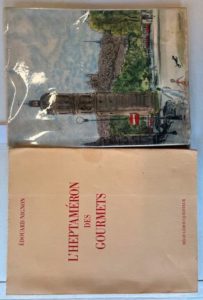 ÉDOUARD NIGNON
L'HEPTAMÉRON
DES
GOURMETS